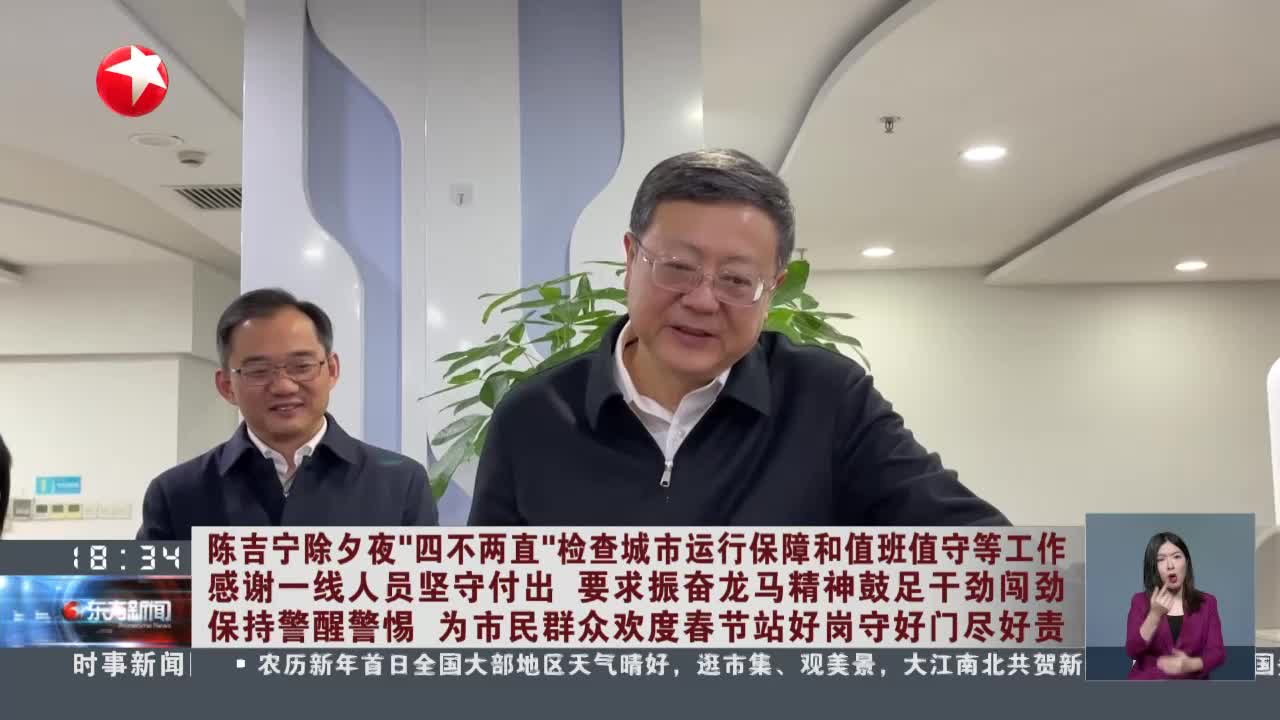 陈吉宁除夕夜"四不两直"检查城市运行保障和值班值守等工作
感谢一线人员坚守付出 要求振奋龙马精神鼓足干劲闯劲
保持警醒警惕 为市民群众欢度春节站好岗守好门尽好责
18:34
东方新闻
时事新闻
农历新年首日全国大部地区天气晴好，逛市集、观美景，大江南北共贺新
国